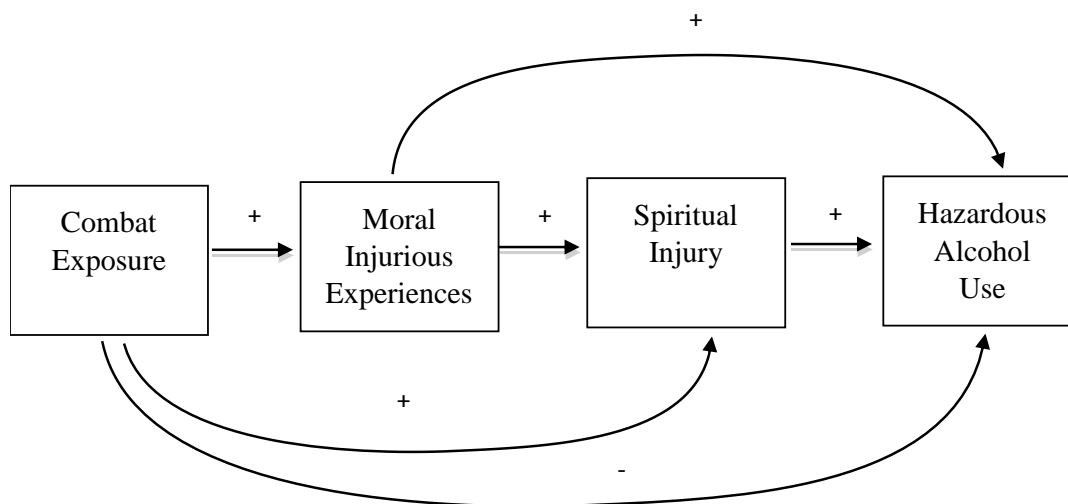 +
Combat
Exposure
+
Moral
Injurious
Experiences
+
Spiritual
Injury
+
Hazardous
Alcohol
Use
+
-